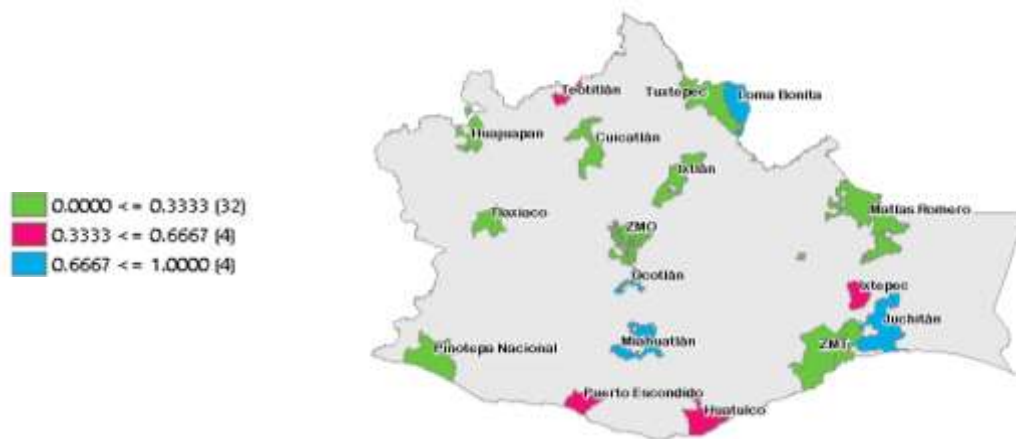 0.0000 <= 0.3333 (32)
0.3333 <= 0.6667 (4)
0.6667 <= 1.0000 (4)
Teotitlán
Tuxtepec
Loma Bonita
Huajuapan
Cuicatlán
Ixtlán
Tlaxiaco
ZMO
Matías Romero
Ocotlán
Ixtepec
Juchitán
Pinotepa Nacional
Miahuatlán
ZMT
Puerto Escondido
Huatulco